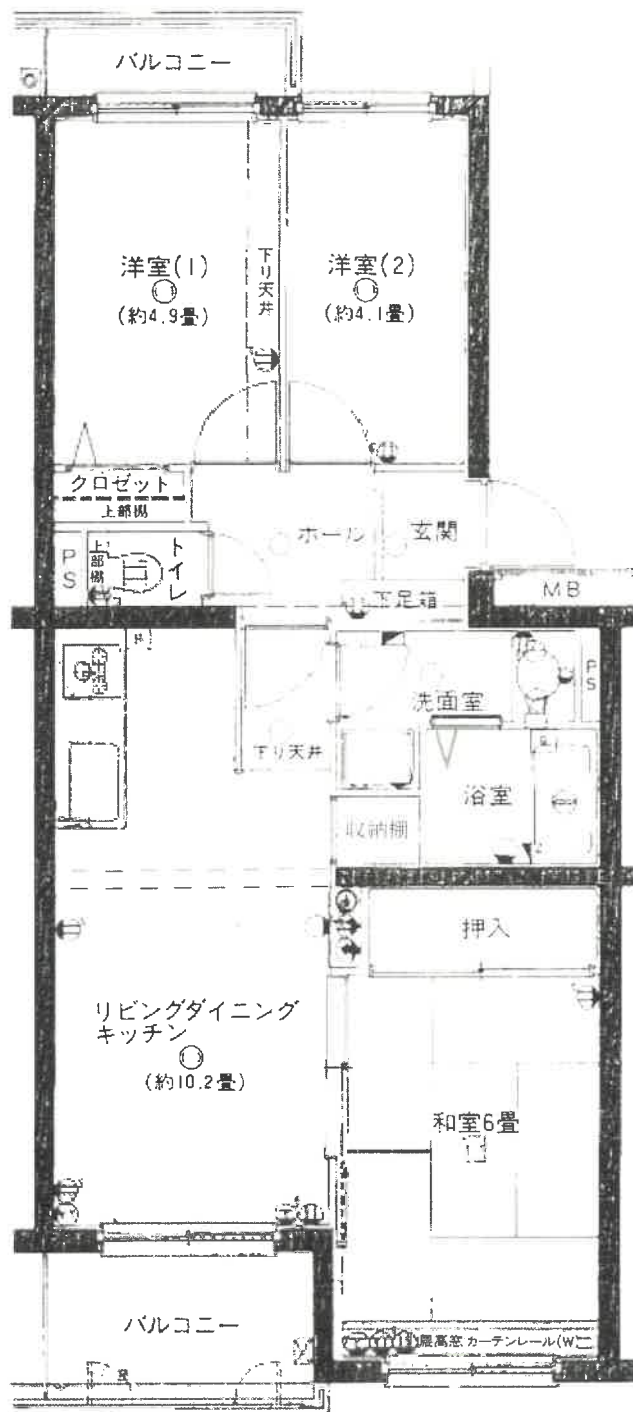 バルコニー
洋室(1)
(約4.9畳)
下り天井
洋室(2)
(約4.1畳)
クロゼット
上部棚
ホール
玄関
PS
上部棚
トイレ
下足箱
MB
洗面室
PS
下り天井
浴室
収納棚
押入
リビングダイニング
キッチン
(約10.2畳)
和室6畳
バルコニー
カーテンレール(W